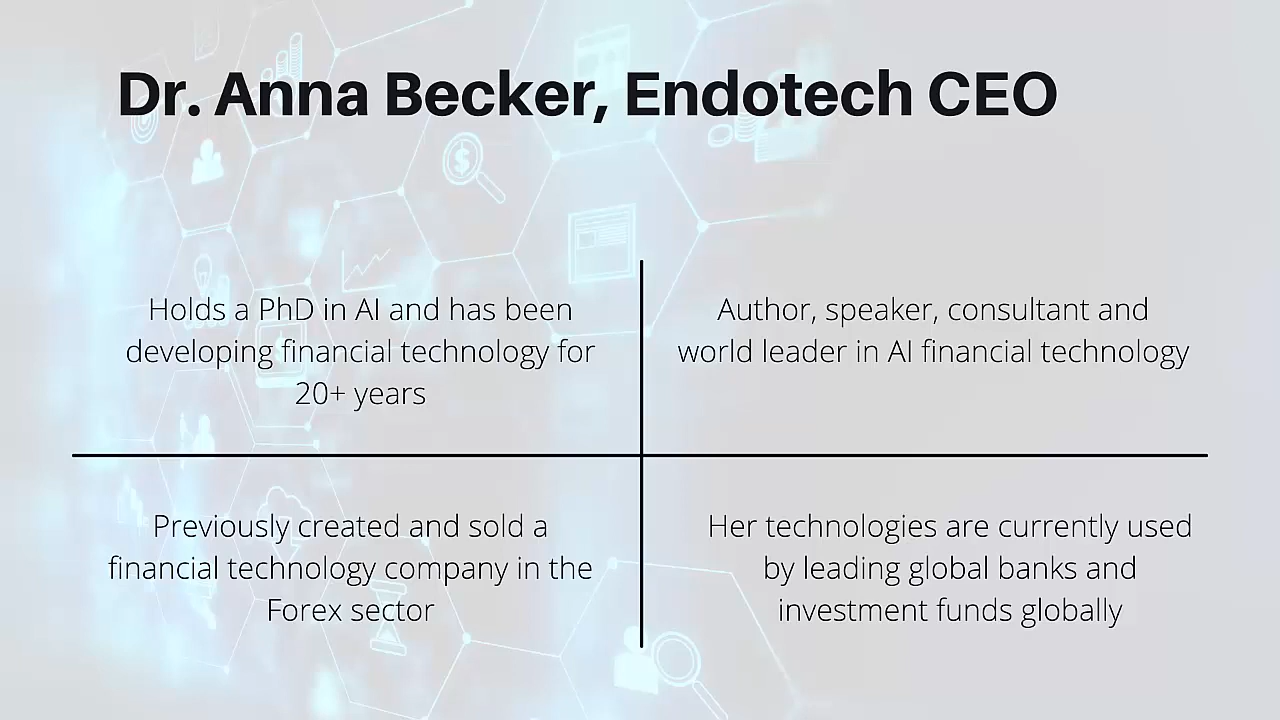 Dr. Anna Becker, Endotech CEO
Holds a PhD in AI and has been
developing financial technology for
20+ years
Author, speaker, consultant and
world leader in AI financial technology
Previously created and sold a
financial technology company in the
Forex sector
Her technologies are currently used
by leading global banks and
investment funds globally